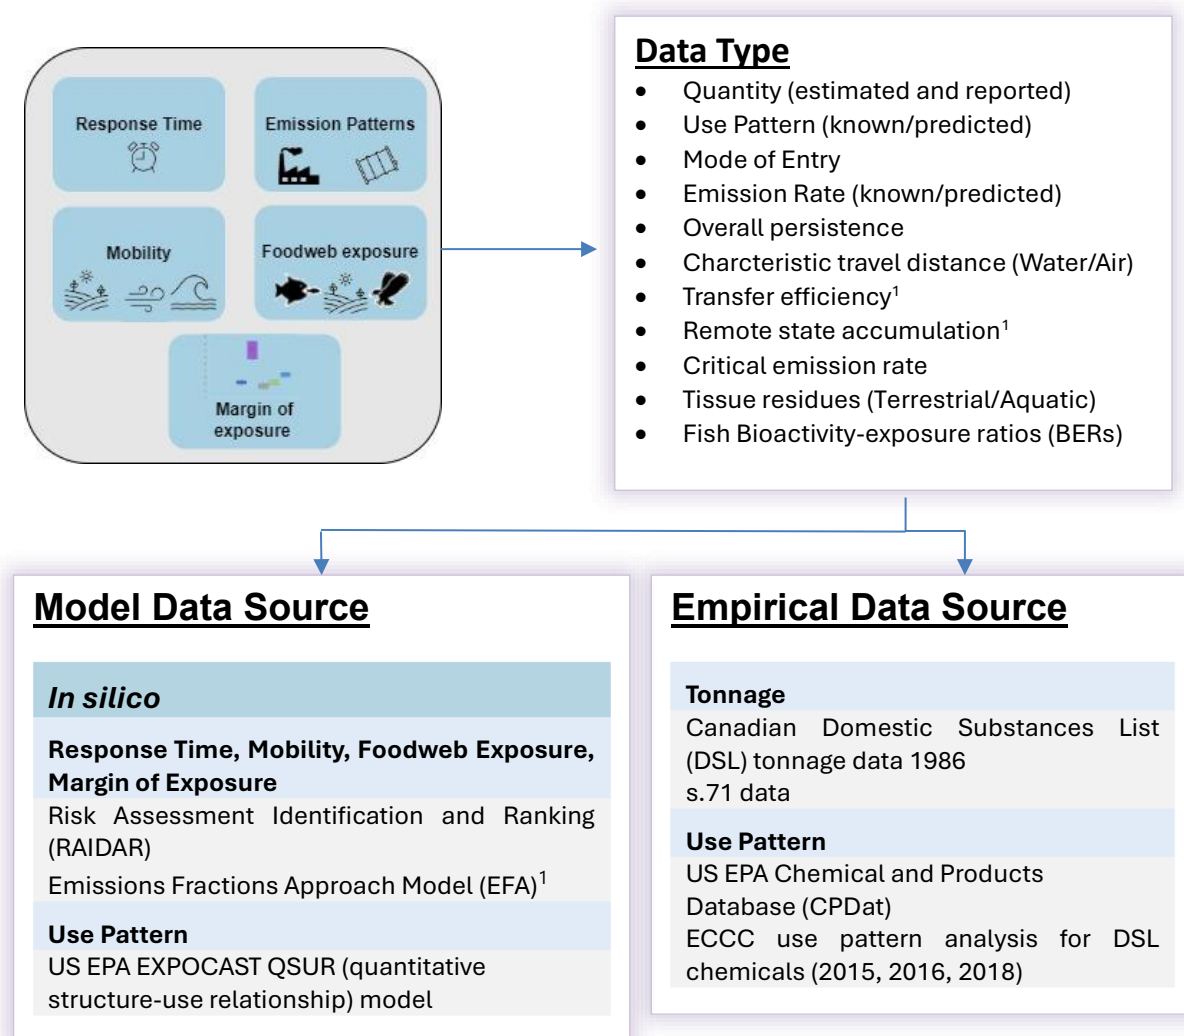 Response Time
Emission Patterns
Mobility
Foodweb exposure
Margin of
exposure
Data Type
• Quantity (estimated and reported)
• Use Pattern (known/predicted)
• Mode of Entry
• Emission Rate (known/predicted)
• Overall persistence
• Charcteristic travel distance (Water/Air)
• Transfer efficiency¹
• Remote state accumulation¹
• Critical emission rate
• Tissue residues (Terrestrial/Aquatic)
• Fish Bioactivity-exposure ratios (BERs)
Model Data Source
In silico
Response Time, Mobility, Foodweb Exposure,
Margin of Exposure
Risk Assessment Identification and Ranking
(RAIDAR)
Emissions Fractions Approach Model (EFA)¹
Use Pattern
US EPA EXPOCAST QSUR (quantitative
structure-use relationship) model
Empirical Data Source
Tonnage
Canadian Domestic Substances List
(DSL) tonnage data 1986
s.71 data
Use Pattern
US EPA Chemical and Products
Database (CPDat)
ECCC use pattern analysis for DSL
chemicals (2015, 2016, 2018)